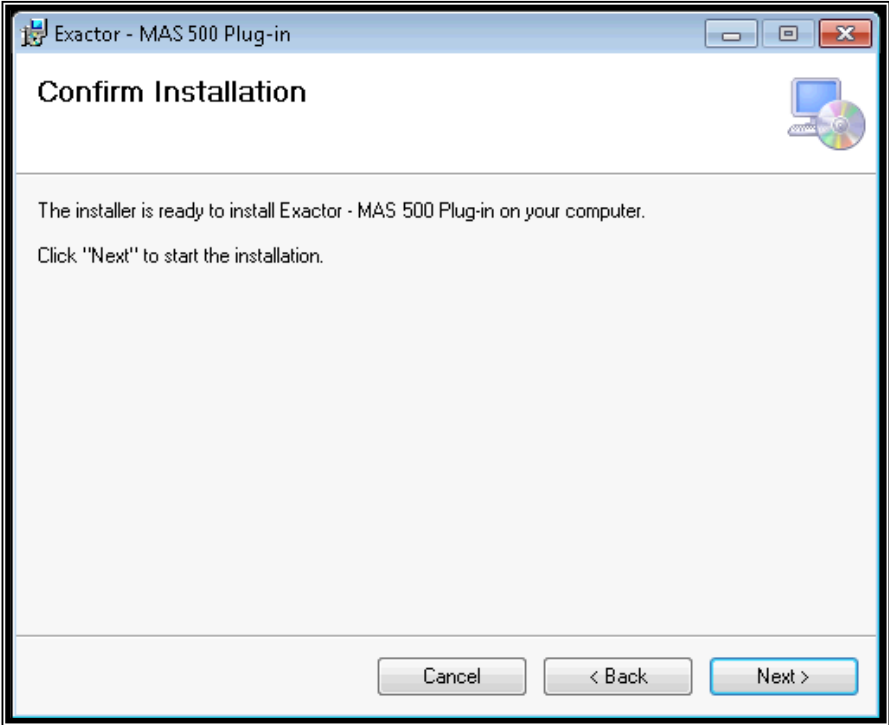 Exactor - MAS 500 Plug-in
Confirm Installation
The installer is ready to install Exactor - MAS 500 Plug-in on your computer.
Click "Next" to start the installation.
Cancel
< Back
Next >